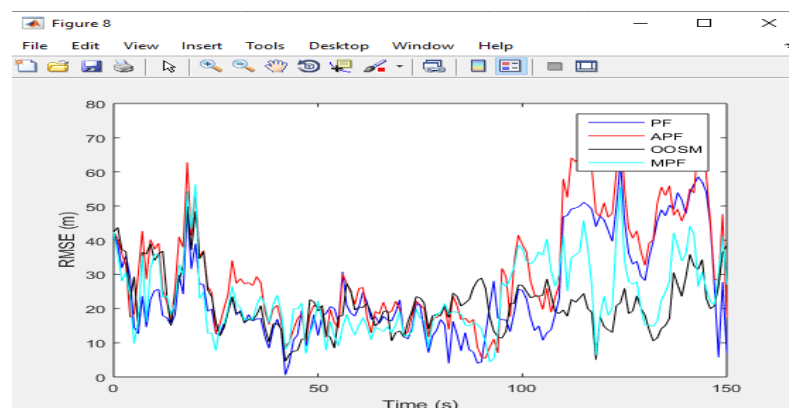 Figure 8
File Edit View Insert Tools Desktop Window Help
80
70
60
50
40
30
20
10
0
RMSE (m)
PF
APF
OOSM
MPF
0 50 100 150
Time (s)